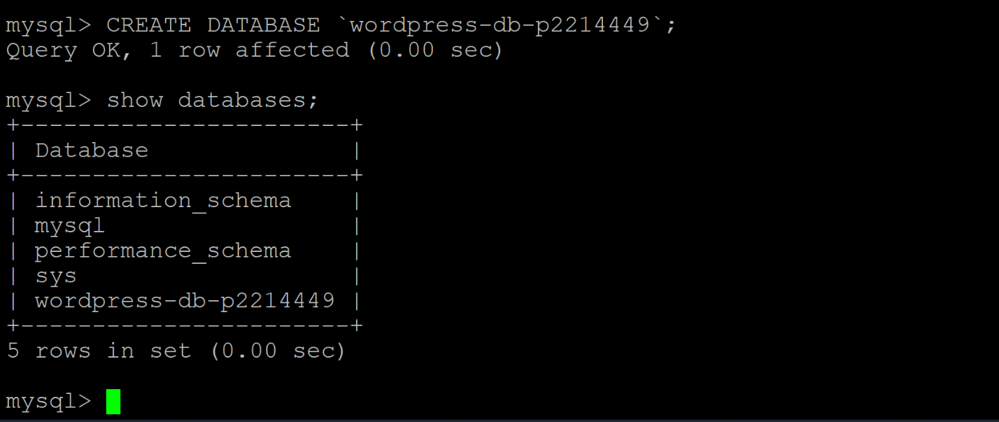 mysql> CREATE DATABASE `wordpress-db-p2214449`;
Query OK, 1 row affected (0.00 sec)
mysql> show databases;
+-----------------------+
| Database              |
+-----------------------+
| information_schema    |
| mysql                 |
| performance_schema    |
| sys                   |
| wordpress-db-p2214449 |
+-----------------------+
5 rows in set (0.00 sec)
mysql>